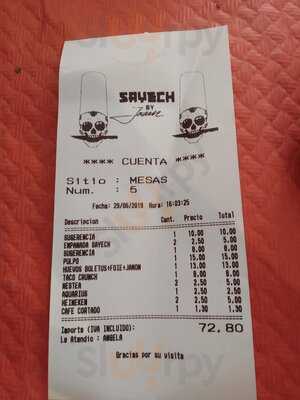 SAYECH
BY
Joaquin
**** CUENTA ****
Sitio : MESAS
Num. : 5
Fecha: 29/06/2019 Hora: 16:03:25
Descripcion Cant. Precio Total
SUGERENCIA 1 10,00 10,00
EMPANADA SAYECH 2 2,50 5,00
SUGERENCIA 1 8,00 8,00
PULPO 1 15,00 15,00
HUEVOS BOLETUS+FOIE+JAMON 1 13,00 13,00
TACO CRUNCH 1 8,00 8,00
NESTEA 2 2,50 5,00
AQUARIUS 1 2,50 2,50
HEINEKEN 2 2,50 5,00
CAFE CORTADO 1 1,30 1,30
Importe (IVA INCLUIDO): 72,80
Le Atendio : ANGELA
Gracias por su visita